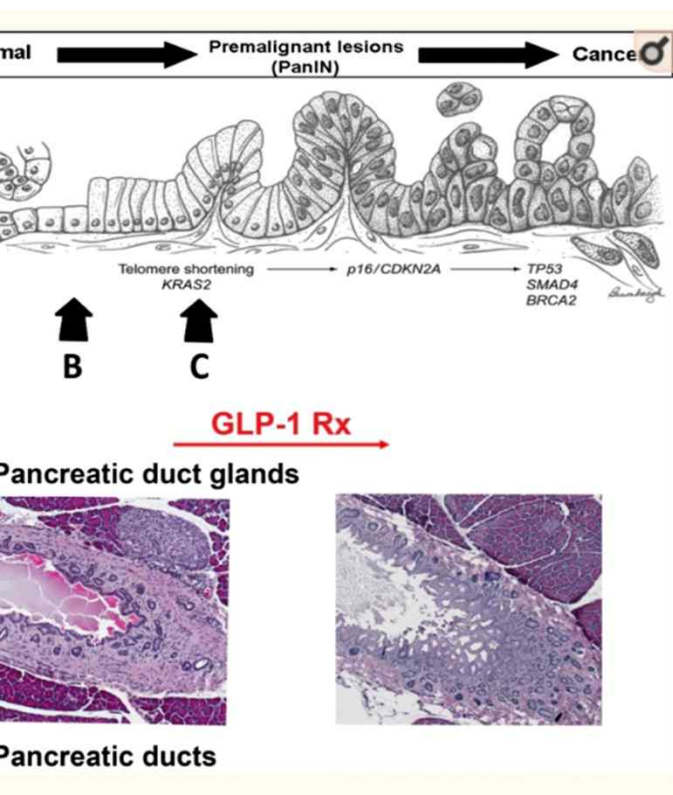 mal
Premalignant lesions
(PanIN)
Cance
Telomere shortening
KRAS2
p16/CDKN2A
TP53
SMAD4
BRCA2
B
C
GLP-1 Rx
Pancreatic duct glands
Pancreatic ducts